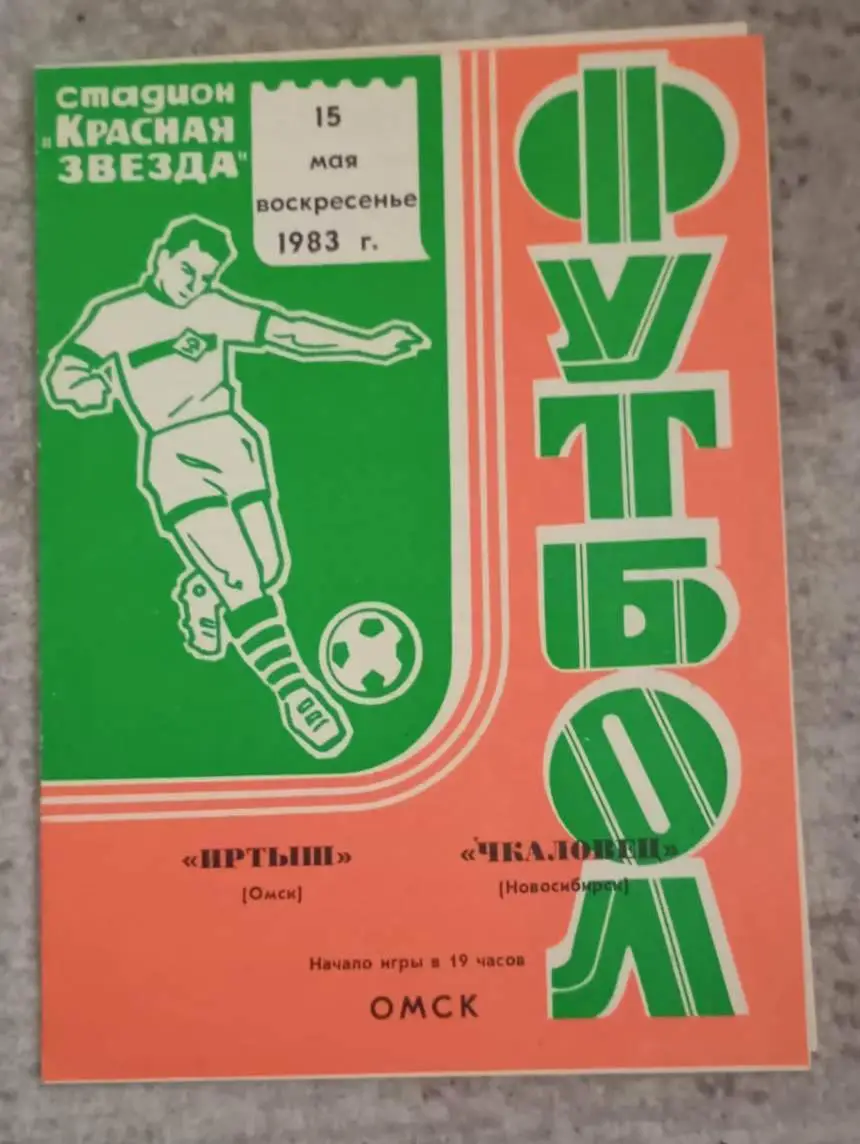 стадион
"КРАСНАЯ
ЗВЕЗДА"
15
мая
воскресенье
1983 г.
ФУТБОЛ
«ИРТЫШ»
(Омск)
«ЧКАЛОВЕЦ»
(Новосибирск)
Начало игры в 19 часов
ОМСК